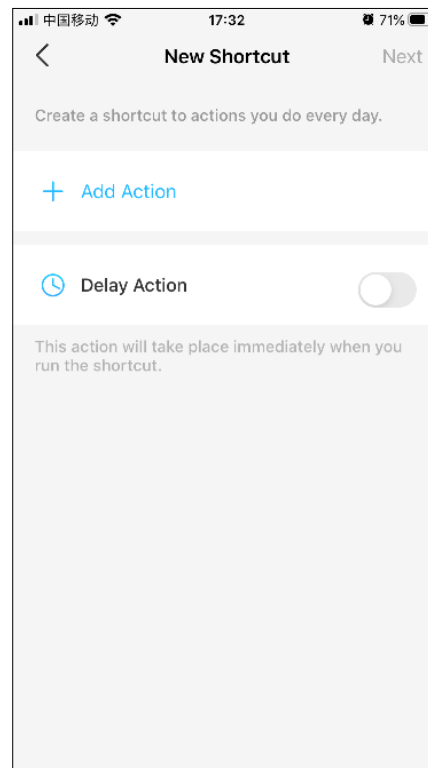 中国移动 17:32 71%
New Shortcut Next
Create a shortcut to actions you do every day.
Add Action
Delay Action
This action will take place immediately when you
run the shortcut.